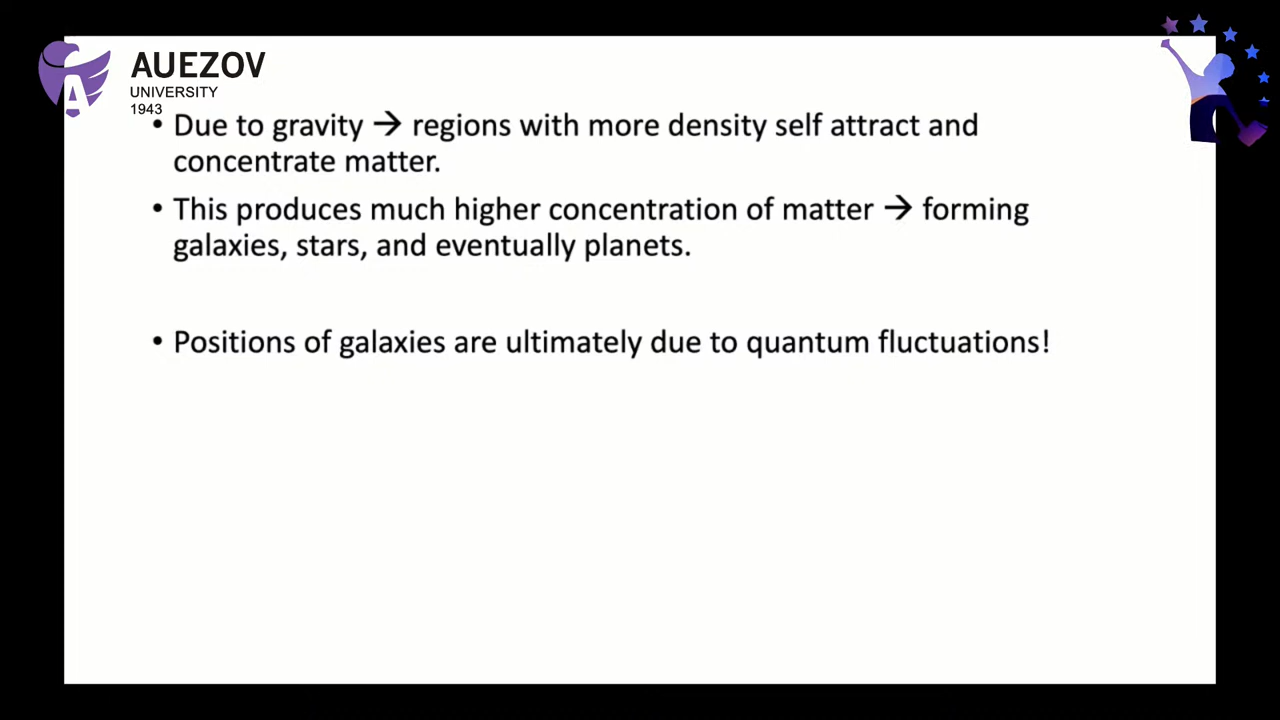 AUEZOV
UNIVERSITY
1943
• Due to gravity → regions with more density self attract and
concentrate matter.
• This produces much higher concentration of matter → forming
galaxies, stars, and eventually planets.
• Positions of galaxies are ultimately due to quantum fluctuations!